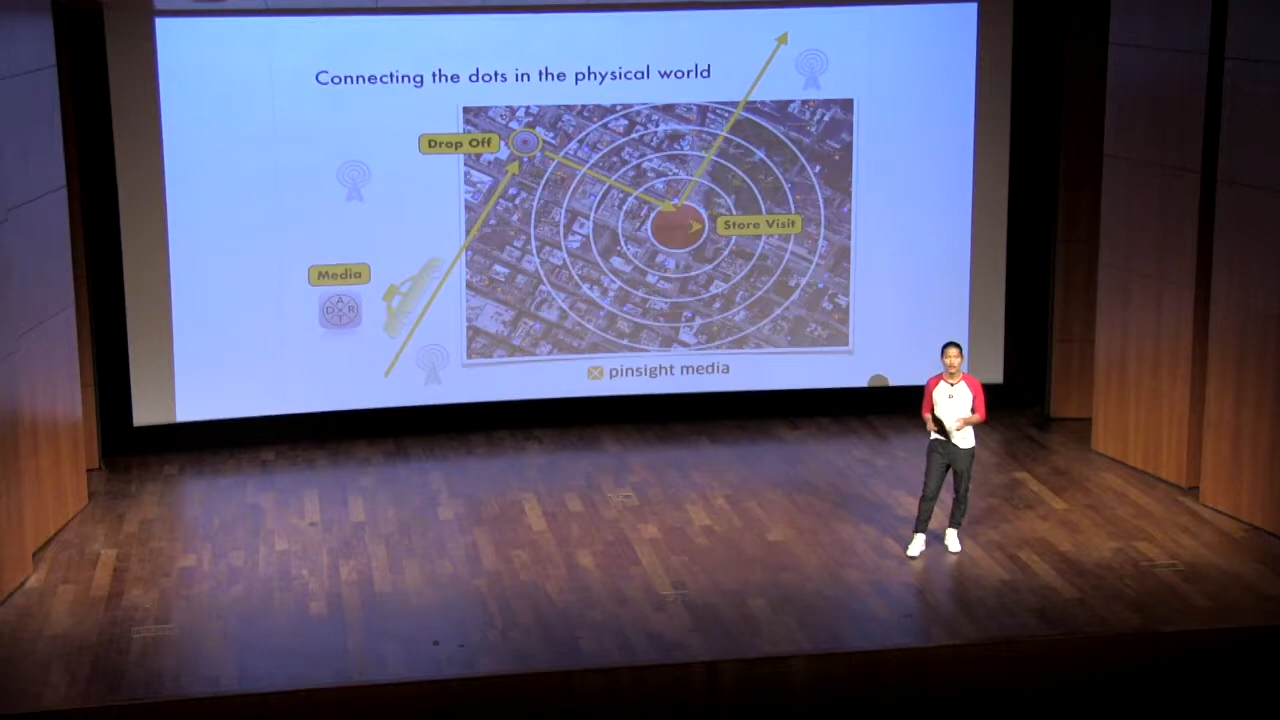 Connecting the dots in the physical world
Drop Off
Store Visit
Media
A
D R
T
pinsight media
D